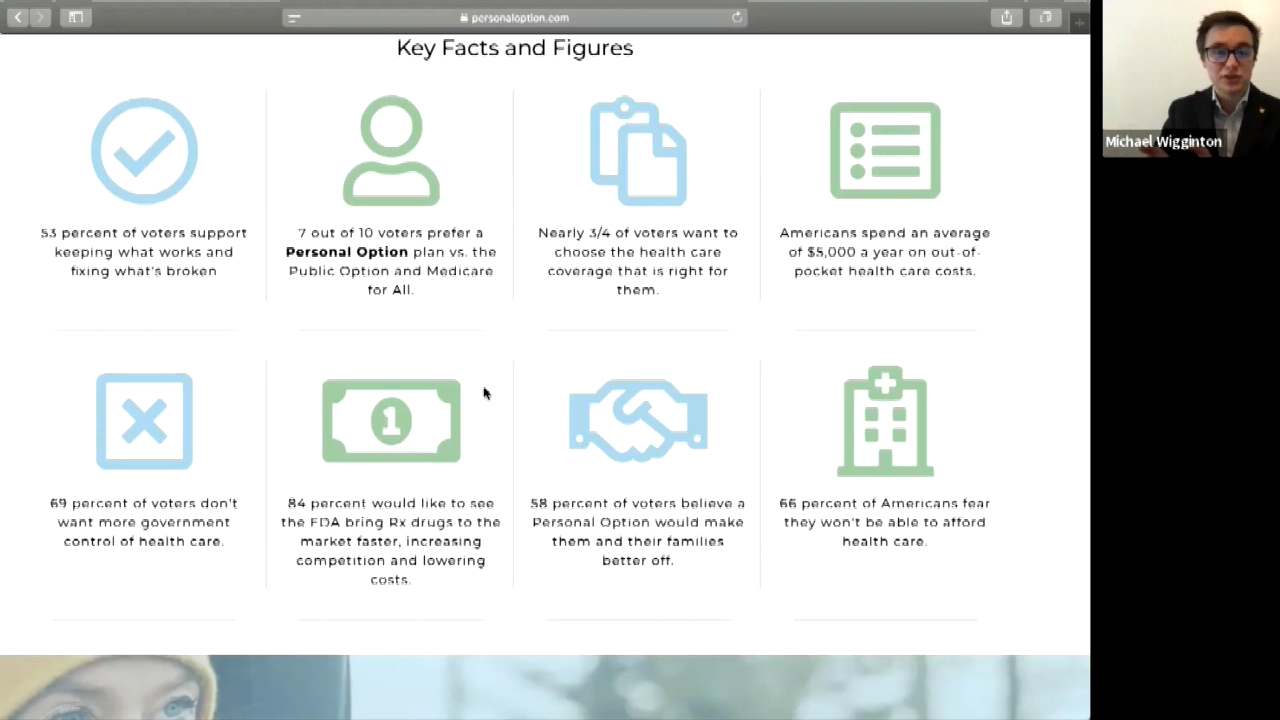 personaloption.com
Key Facts and Figures
53 percent of voters support
keeping what works and
fixing what's broken
7 out of 10 voters prefer a
Personal Option plan vs. the
Public Option and Medicare
for All.
Nearly 3/4 of voters want to
choose the health care
coverage that is right for
them.
Americans spend an average
of $5,000 a year on out-of-
pocket health care costs.
69 percent of voters don't
want more government
control of health care.
1
84 percent would like to see
the FDA bring Rx drugs to the
market faster, increasing
competition and lowering
costs.
58 percent of voters believe a
Personal Option would make
them and their families
better off.
66 percent of Americans fear
they won't be able to afford
health care.
Michael Wigginton